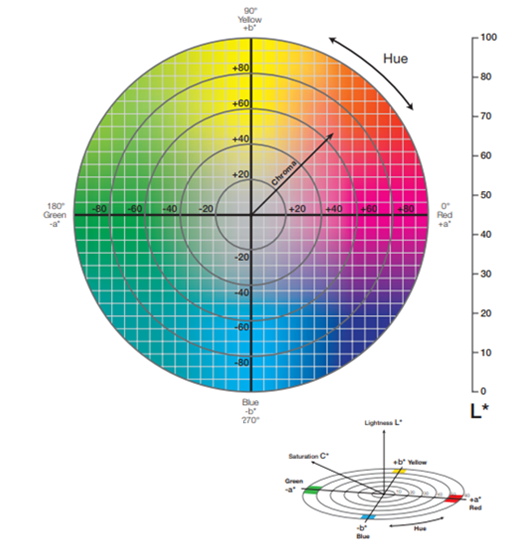 90°
Yellow
+b*
Hue
100
80
70
60
50
40
30
20
10
0
L*
+80
+60
+40
+20
Chroma
180°
Green
-a*
-80
-60
-40
-20
+20
+40
+60
+80
0°
Red
+a*
-20
-40
-60
-80
Blue
-b*
270°
Lightness L*
Saturation C*
+b* Yellow
Green
-a*
+a*
Red
-b*
Blue
Hue